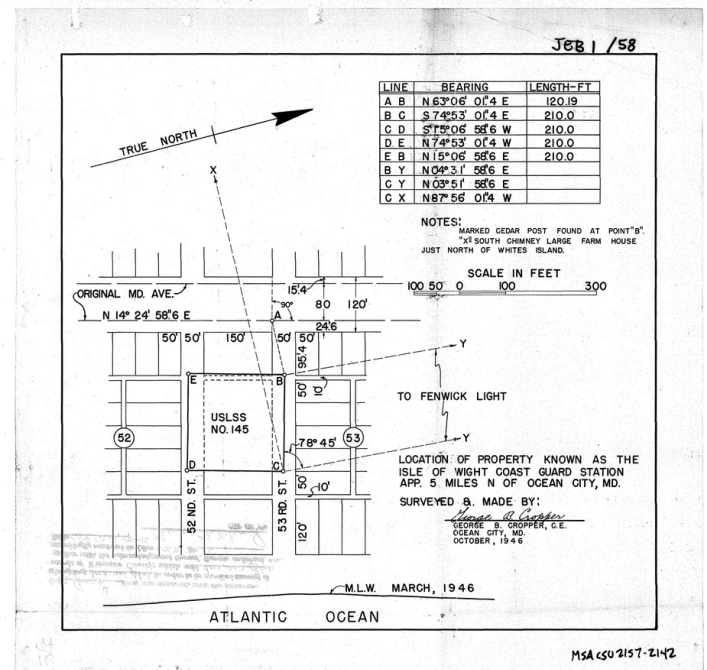 JEB 1 / 58
LINE BEARING LENGTH-FT
A B N 63°06' 01"4 E 120.19
B C S 74°53' 01"4 E 210.0
C D S 15°06' 58"6 W 210.0
D E N 74°53' 01"4 W 210.0
E B N 15°06' 58"6 E 210.0
B Y N 04°31' 58"6 E
C Y N 03°51' 58"6 E
C X N 87°56' 01"4 W
TRUE NORTH
X
NOTES:
MARKED CEDAR POST FOUND AT POINT "B".
"X" SOUTH CHIMNEY LARGE FARM HOUSE
JUST NORTH OF WHITES ISLAND.
SCALE IN FEET
100 50 0 100 300
ORIGINAL MD. AVE.
15'.4
90°
80
120'
N 14° 24' 58"6 E
A
24'.6
50' 50' 150' 50' 50'
95'.4
Y
E
B
50'
10'
TO FENWICK LIGHT
USLSS
NO. 145
52
78° 45'
53
Y
D
C
50'
10'
52 ND. ST.
53 RD. ST.
120'
LOCATION OF PROPERTY KNOWN AS THE
ISLE OF WIGHT COAST GUARD STATION
APP. 5 MILES N OF OCEAN CITY, MD.
SURVEYED & MADE BY:
George B Cropper
GEORGE B. CROPPER, C.E.
OCEAN CITY, MD.
OCTOBER, 1946
M.L.W. MARCH, 1946
ATLANTIC OCEAN
MSA CSU 2157-2142